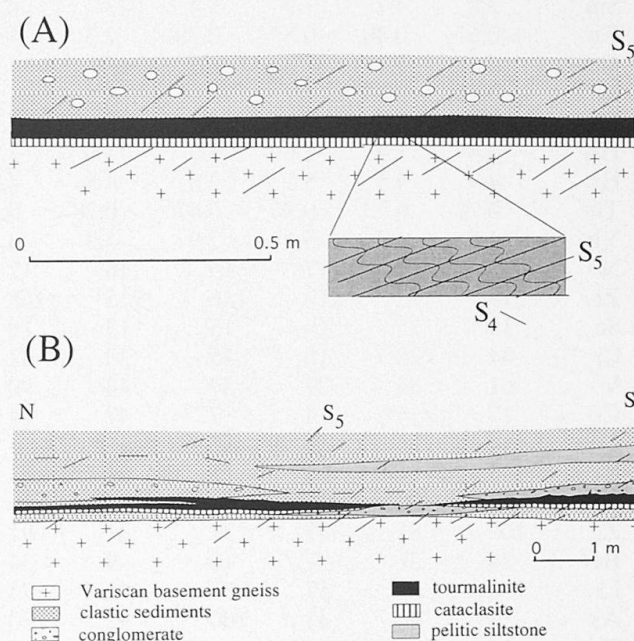 (A)
S5
0 0.5 m
S5
S4
(B)
N S5 S
0 1 m
Variscan basement gneiss
clastic sediments
conglomerate
tourmalinite
cataclasite
pelitic siltstone